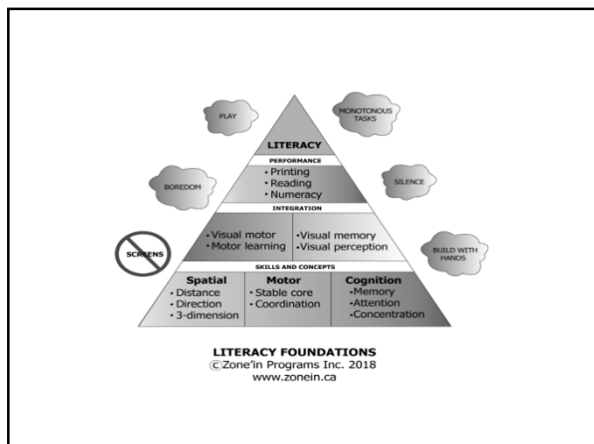 PLAY
MONOTONOUS
TASKS
LITERACY
PERFORMANCE
• Printing
• Reading
• Numeracy
BOREDOM
SILENCE
INTEGRATION
• Visual motor
• Motor learning
• Visual memory
• Visual perception
SCREENS
BUILD WITH
HANDS
SKILLS AND CONCEPTS
Spatial
• Distance
• Direction
• 3-dimension
Motor
• Stable core
• Coordination
Cognition
• Memory
• Attention
• Concentration
LITERACY FOUNDATIONS
©Zone'in Programs Inc. 2018
www.zonein.ca